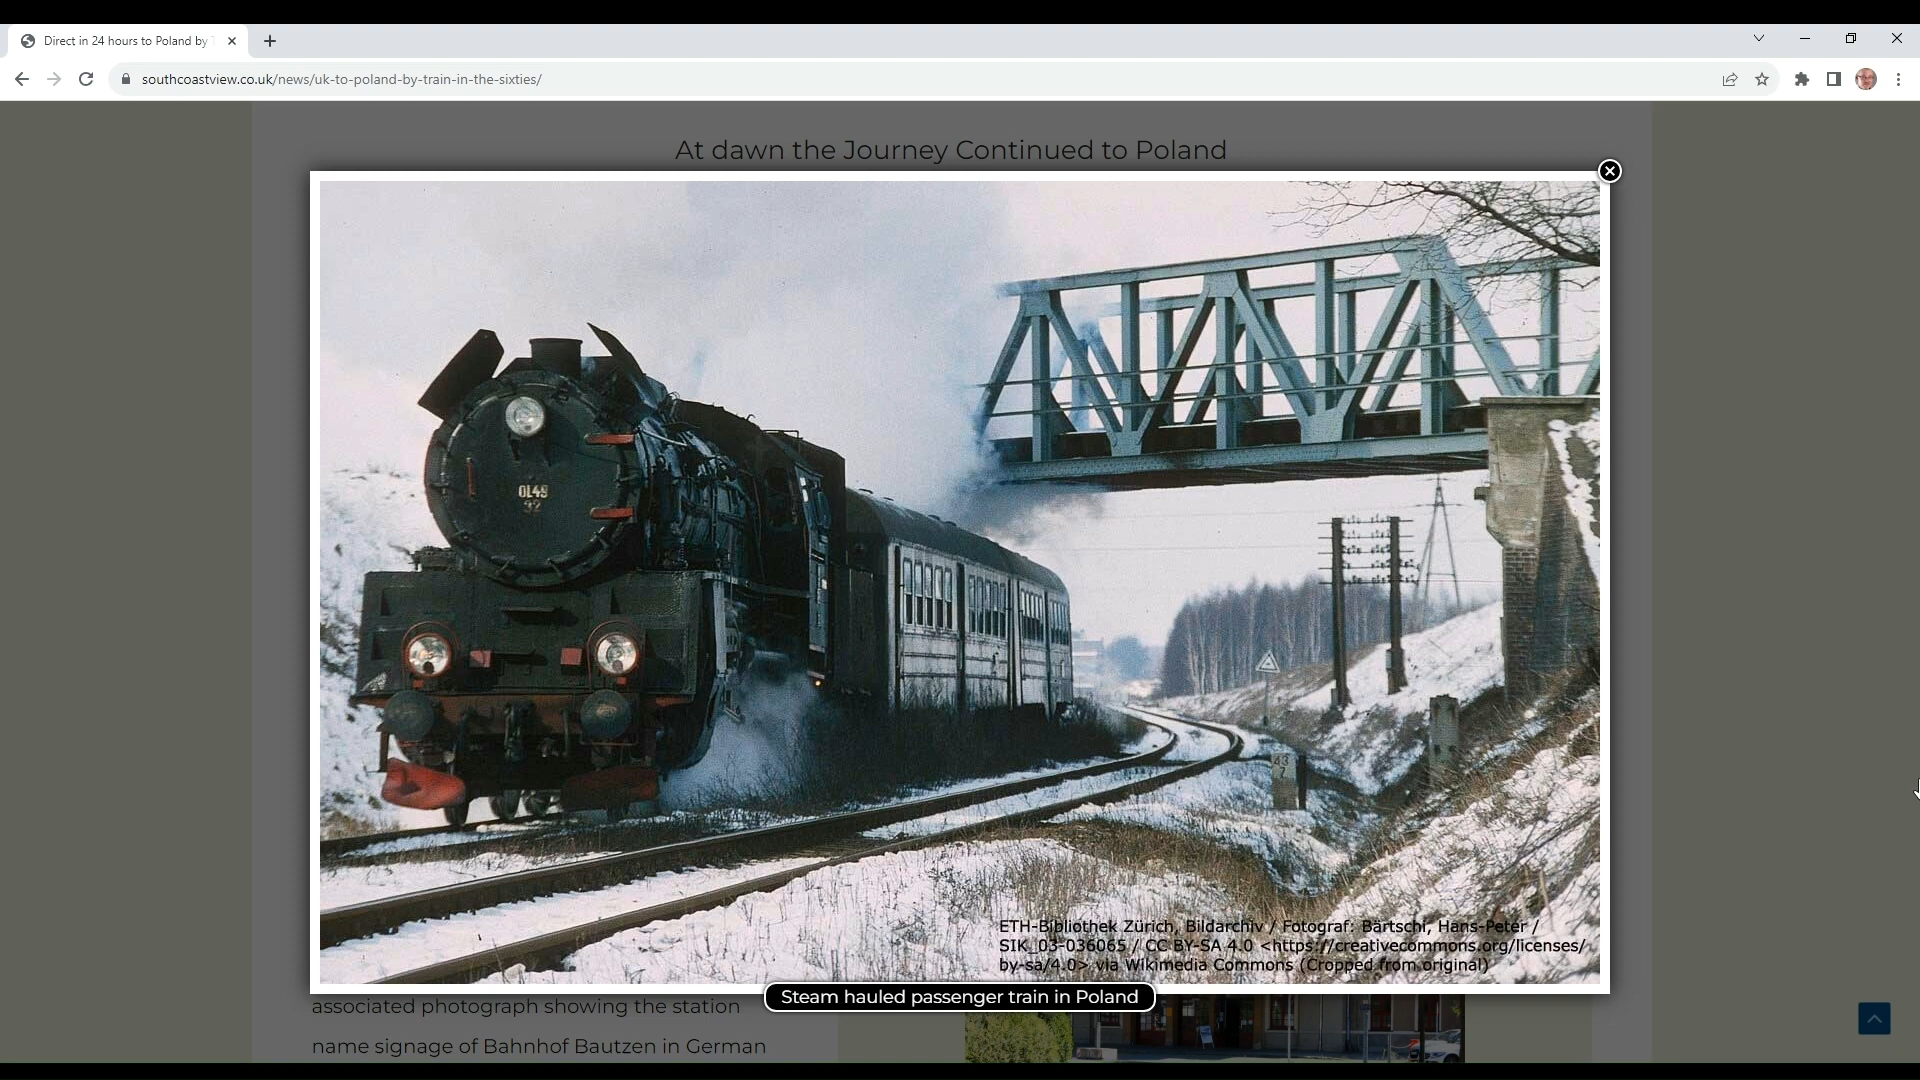 Direct in 24 hours to Poland by T
southcoastview.co.uk/news/uk-to-poland-by-train-in-the-sixties/
At dawn the Journey Continued to Poland
OL49
92
43
7
ETH-Bibliothek Zürich, Bildarchiv / Fotograf: Bärtschi, Hans-Peter /
SIK_03-036065 / CC BY-SA 4.0 <https://creativecommons.org/licenses/
by-sa/4.0> via Wikimedia Commons (Cropped from original)
Steam hauled passenger train in Poland
associated photograph showing the station
name signage of Bahnhof Bautzen in German